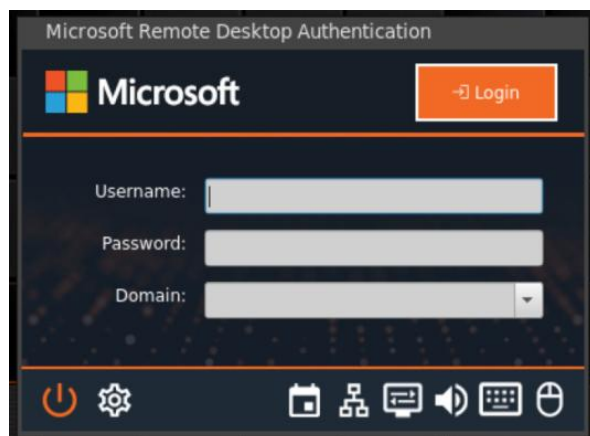 Microsoft Remote Desktop Authentication
Microsoft
Login
Username:
Password:
Domain: